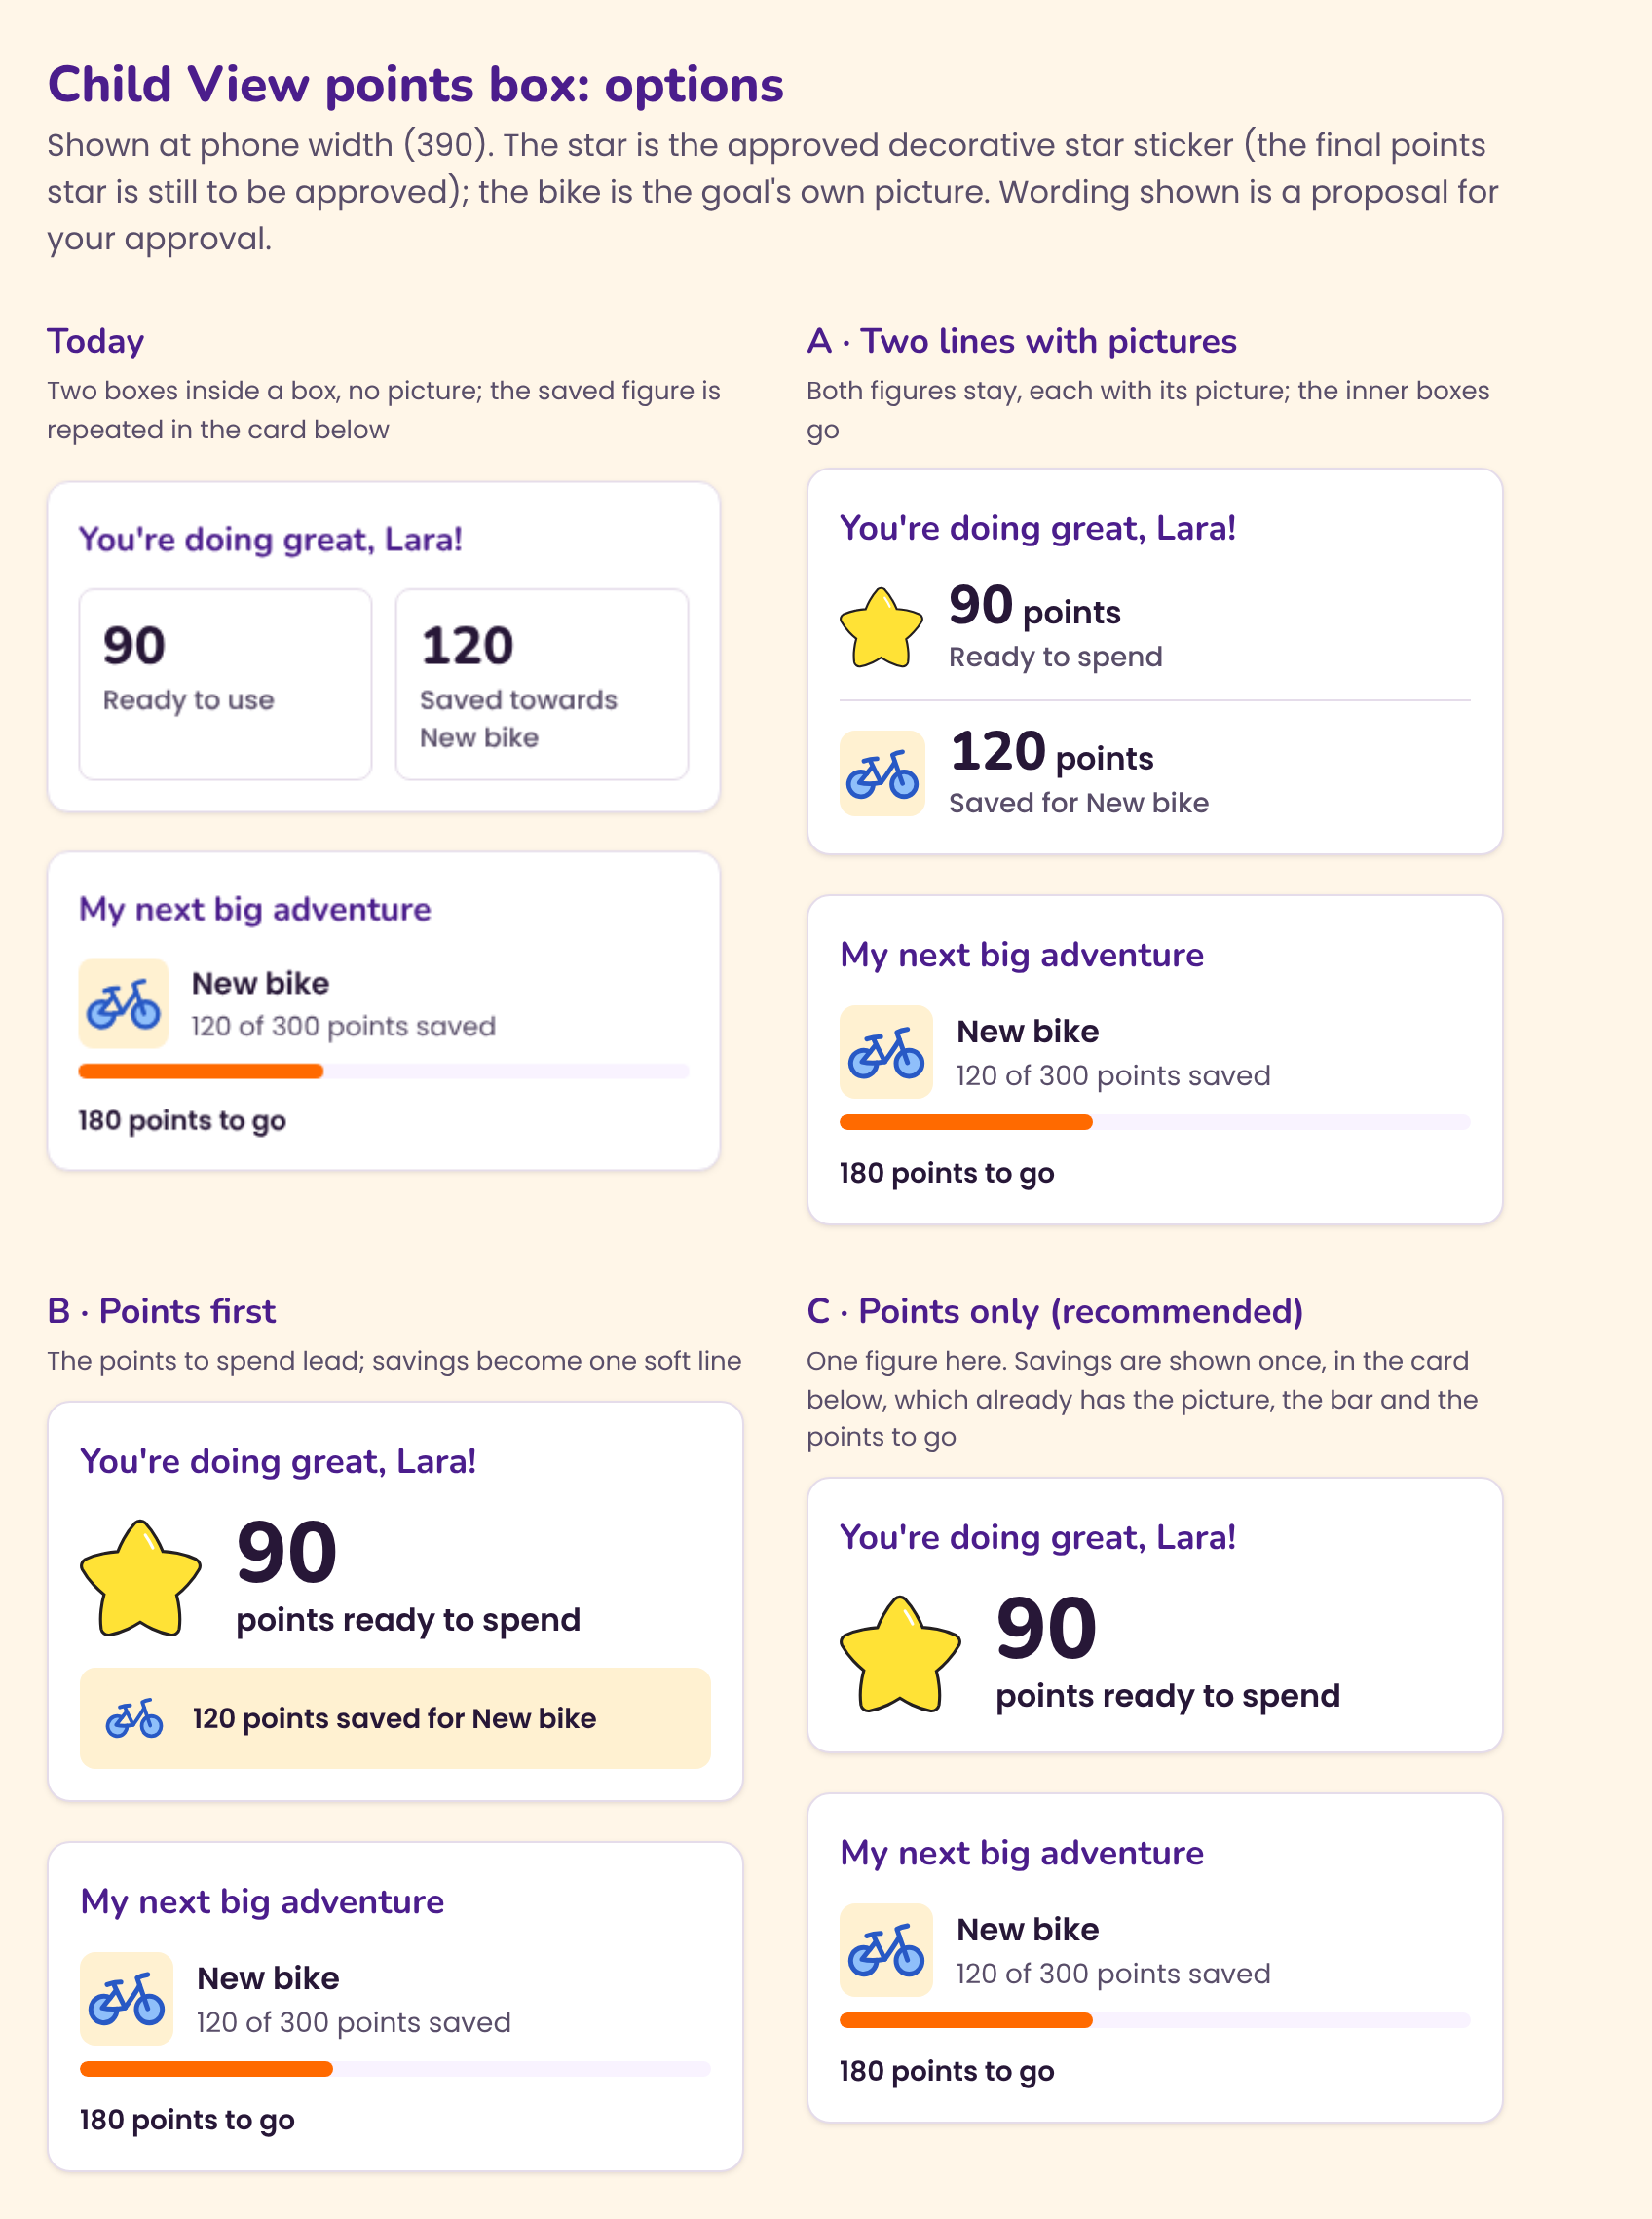 Child View points box: options
Shown at phone width (390). The star is the approved decorative star sticker (the final points
star is still to be approved); the bike is the goal's own picture. Wording shown is a proposal for
your approval.
Today
Two boxes inside a box, no picture; the saved figure is
repeated in the card below
You're doing great, Lara!
90
Ready to use
120
Saved towards
New bike
My next big adventure
New bike
120 of 300 points saved
180 points to go
A · Two lines with pictures
Both figures stay, each with its picture; the inner boxes
go
You're doing great, Lara!
90 points
Ready to spend
120 points
Saved for New bike
My next big adventure
New bike
120 of 300 points saved
180 points to go
B · Points first
The points to spend lead; savings become one soft line
You're doing great, Lara!
90
points ready to spend
120 points saved for New bike
My next big adventure
New bike
120 of 300 points saved
180 points to go
C · Points only (recommended)
One figure here. Savings are shown once, in the card
below, which already has the picture, the bar and the
points to go
You're doing great, Lara!
90
points ready to spend
My next big adventure
New bike
120 of 300 points saved
180 points to go